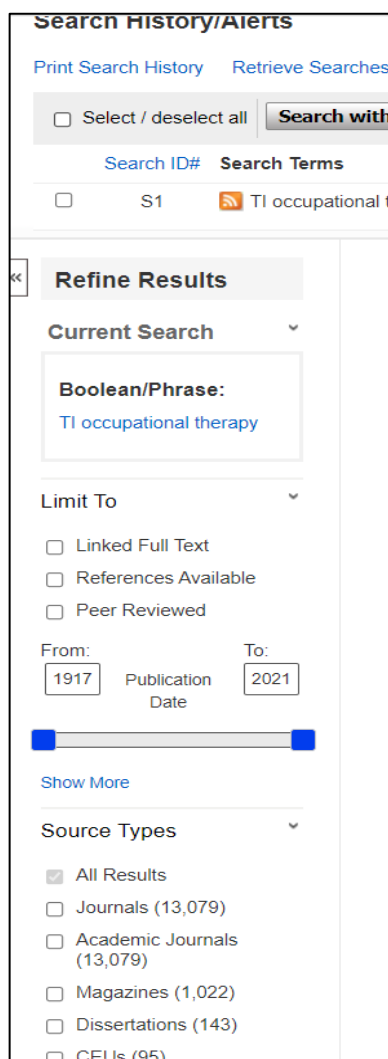 Search History/Alerts
Print Search History Retrieve Searches
Select / deselect all Search with
Search ID# Search Terms
S1 TI occupational
Refine Results
Current Search
Boolean/Phrase:
TI occupational therapy
Limit To
Linked Full Text
References Available
Peer Reviewed
From: To:
1917 Publication 2021
Date
Show More
Source Types
All Results
Journals (13,079)
Academic Journals
(13,079)
Magazines (1,022)
Dissertations (143)
CEUs (95)